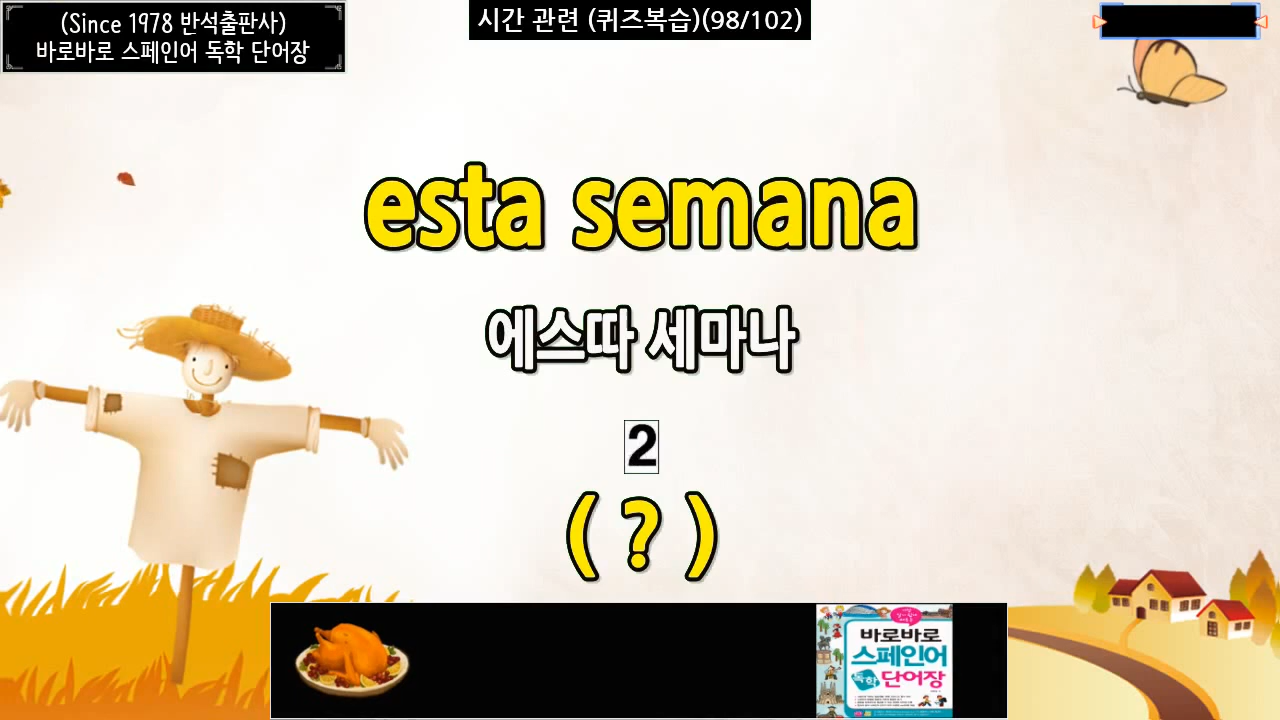 (Since 1978 반석출판사)
바로바로 스페인어 독학 단어장
시간 관련 (퀴즈복습)(98/102)
esta semana
에스따 세마나
2
( ? )
바로바로
스페인어
독학 단어장